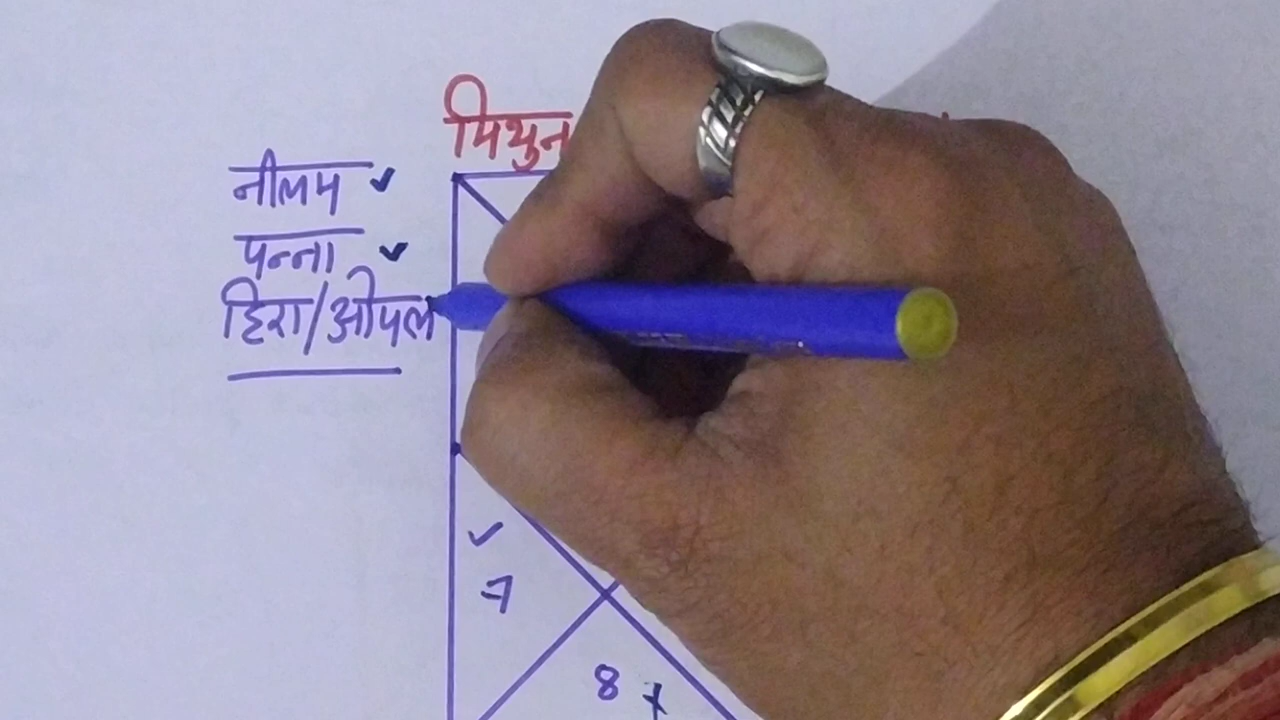 मिथुन
नीलम ✓
पन्ना ✓
हिरा/ओपल
✓
7
8